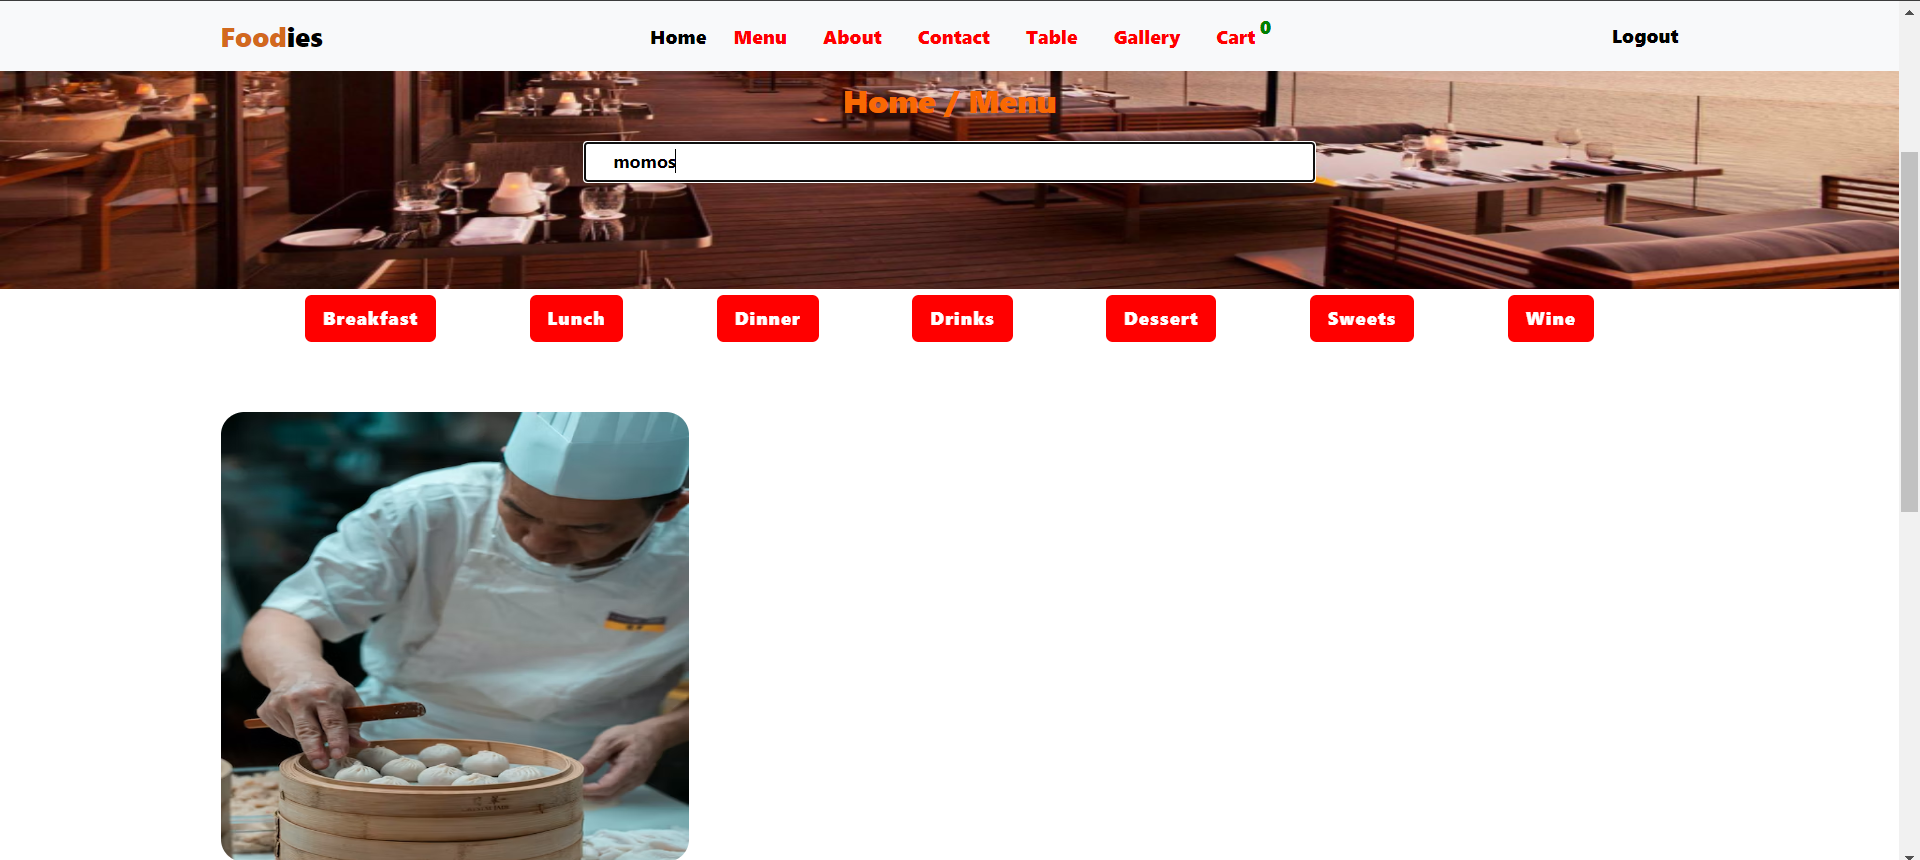 Foodies
Home Menu About Contact Table Gallery Cart 0
Logout
Home / Menu
momos
Breakfast Lunch Dinner Drinks Dessert Sweets Wine